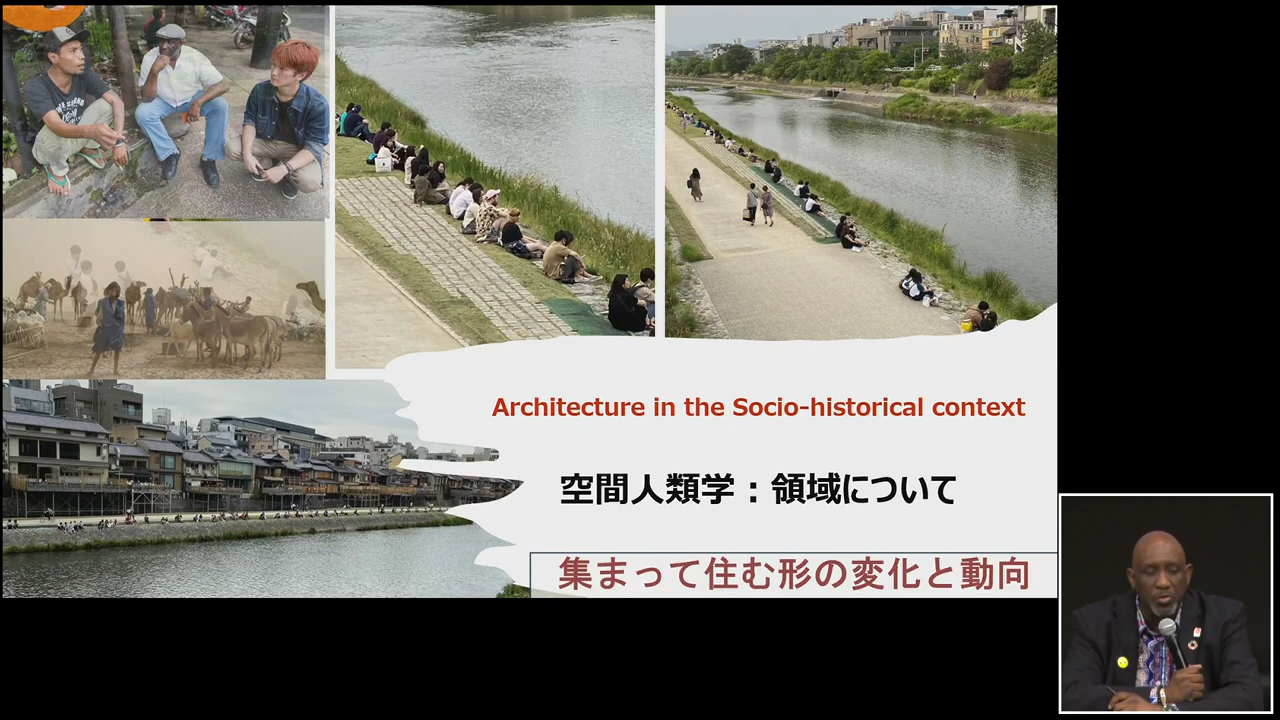 Architecture in the Socio-historical context
空間人類学：領域について
集まって住む形の変化と動向